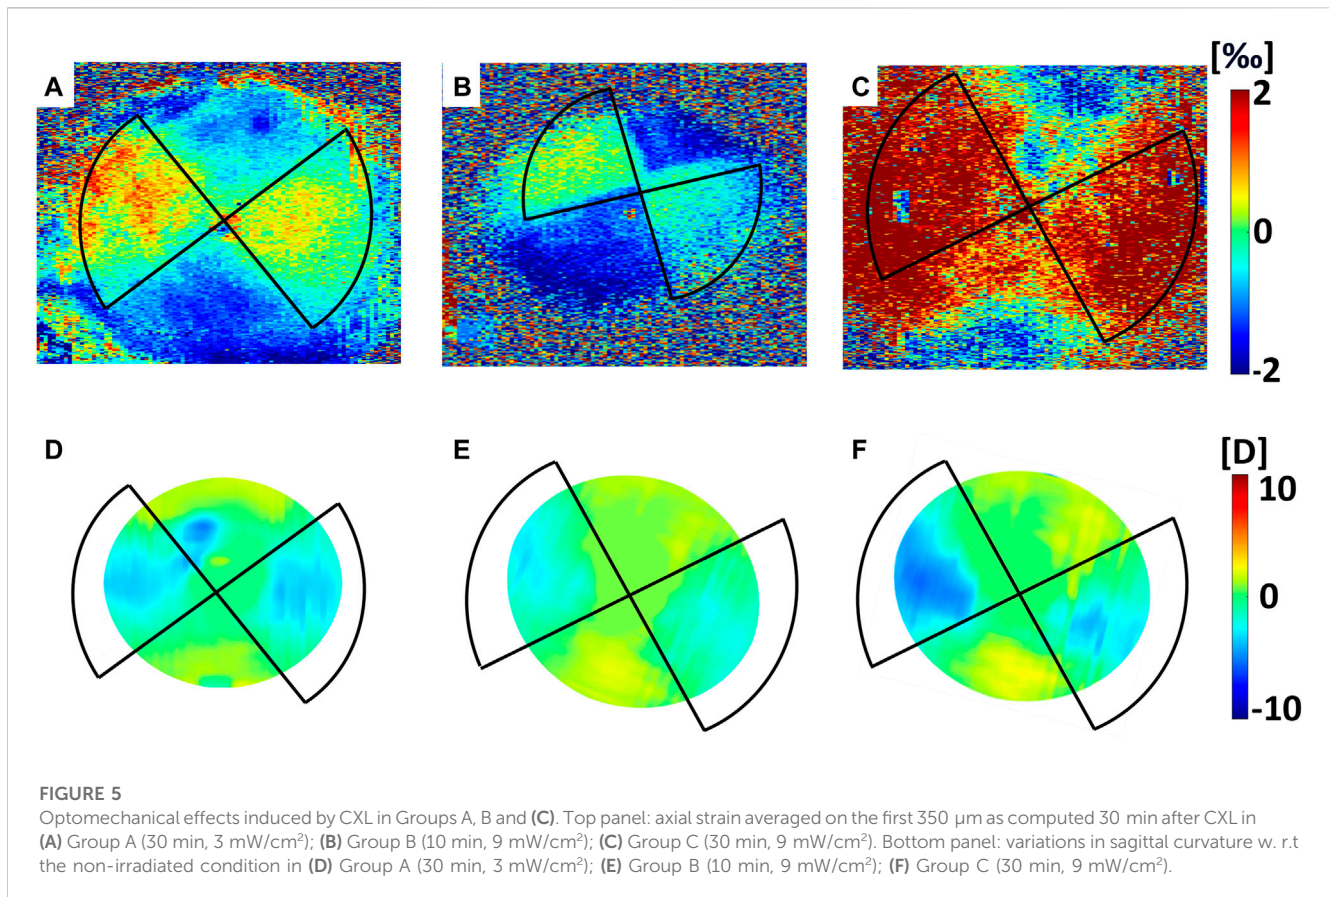 A
B
C
[‰]
2
0
-2
D
E
F
[D]
10
0
-10
FIGURE 5
Optomechanical effects induced by CXL in Groups A, B and (C). Top panel: axial strain averaged on the first 350 µm as computed 30 min after CXL in
(A) Group A (30 min, 3 mW/cm²); (B) Group B (10 min, 9 mW/cm²); (C) Group C (30 min, 9 mW/cm²). Bottom panel: variations in sagittal curvature w. r.t
the non-irradiated condition in (D) Group A (30 min, 3 mW/cm²); (E) Group B (10 min, 9 mW/cm²); (F) Group C (30 min, 9 mW/cm²).